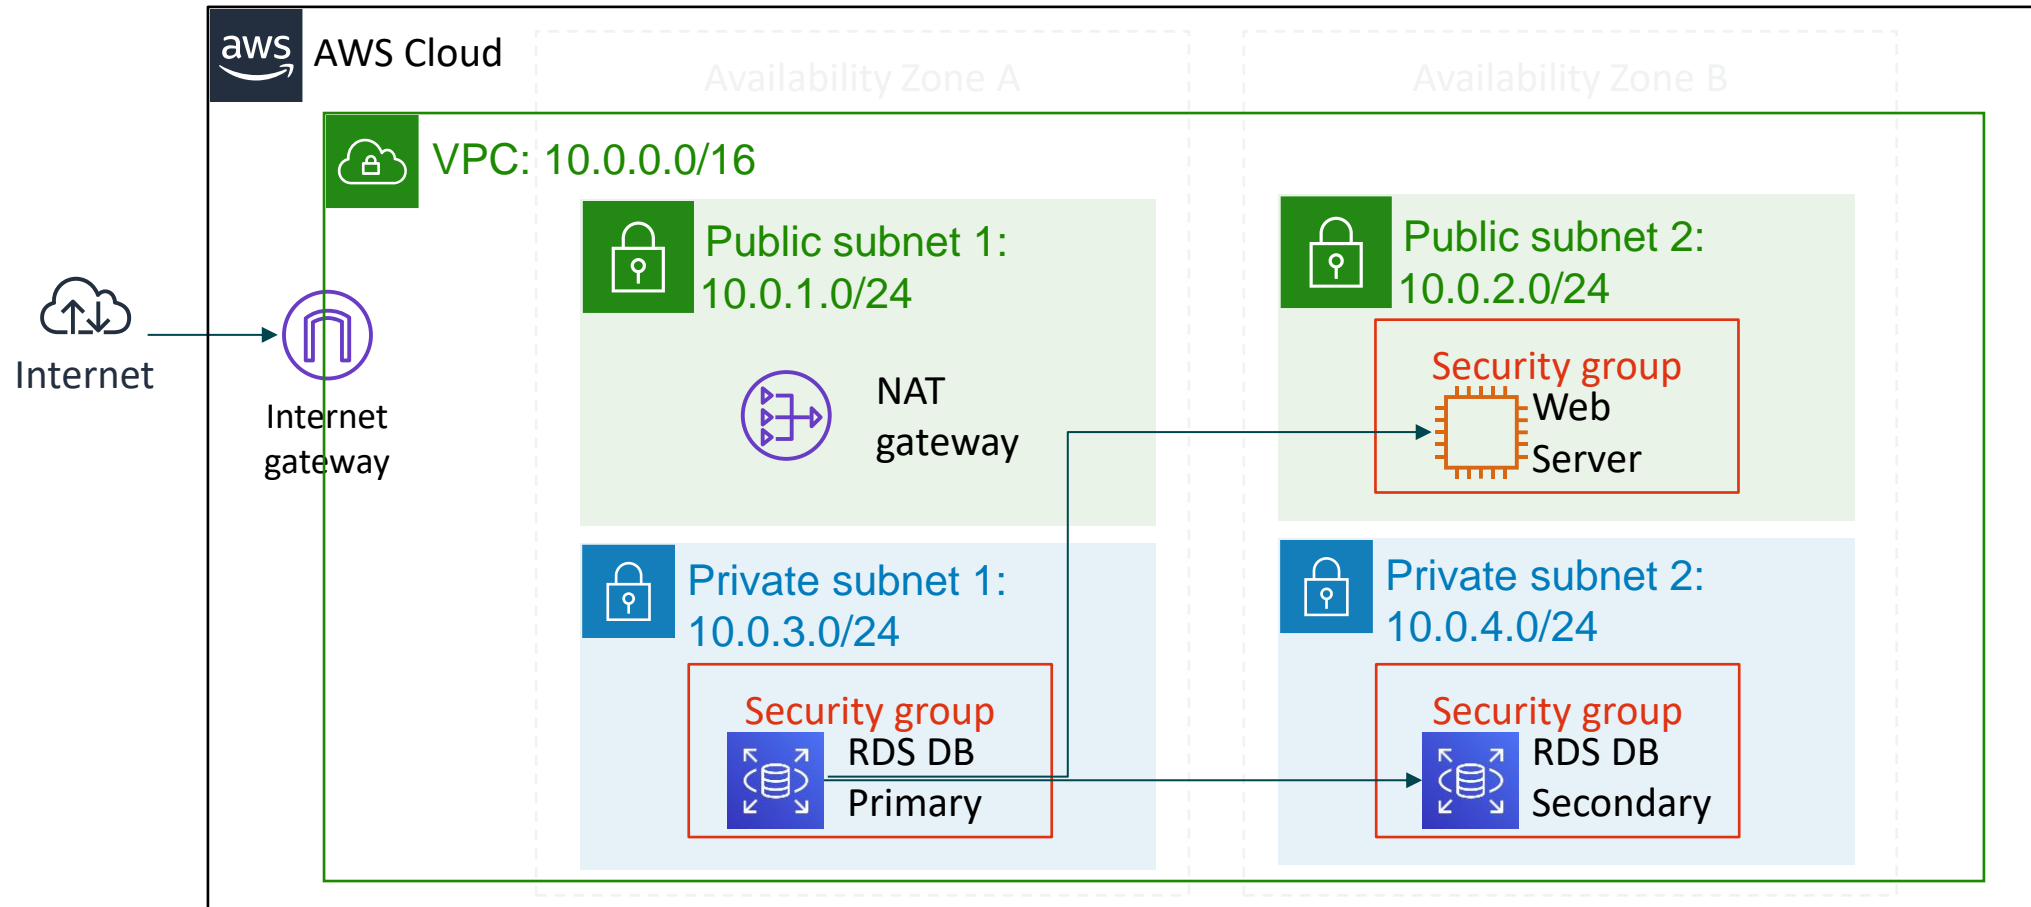 aws
AWS Cloud
Availability Zone A
Availability Zone B
VPC: 10.0.0.0/16
Public subnet 1:
10.0.1.0/24
Public subnet 2:
10.0.2.0/24
Internet
Internet
gateway
NAT
gateway
Security group
Web
Server
Private subnet 1:
10.0.3.0/24
Private subnet 2:
10.0.4.0/24
Security group
RDS DB
Primary
Security group
RDS DB
Secondary